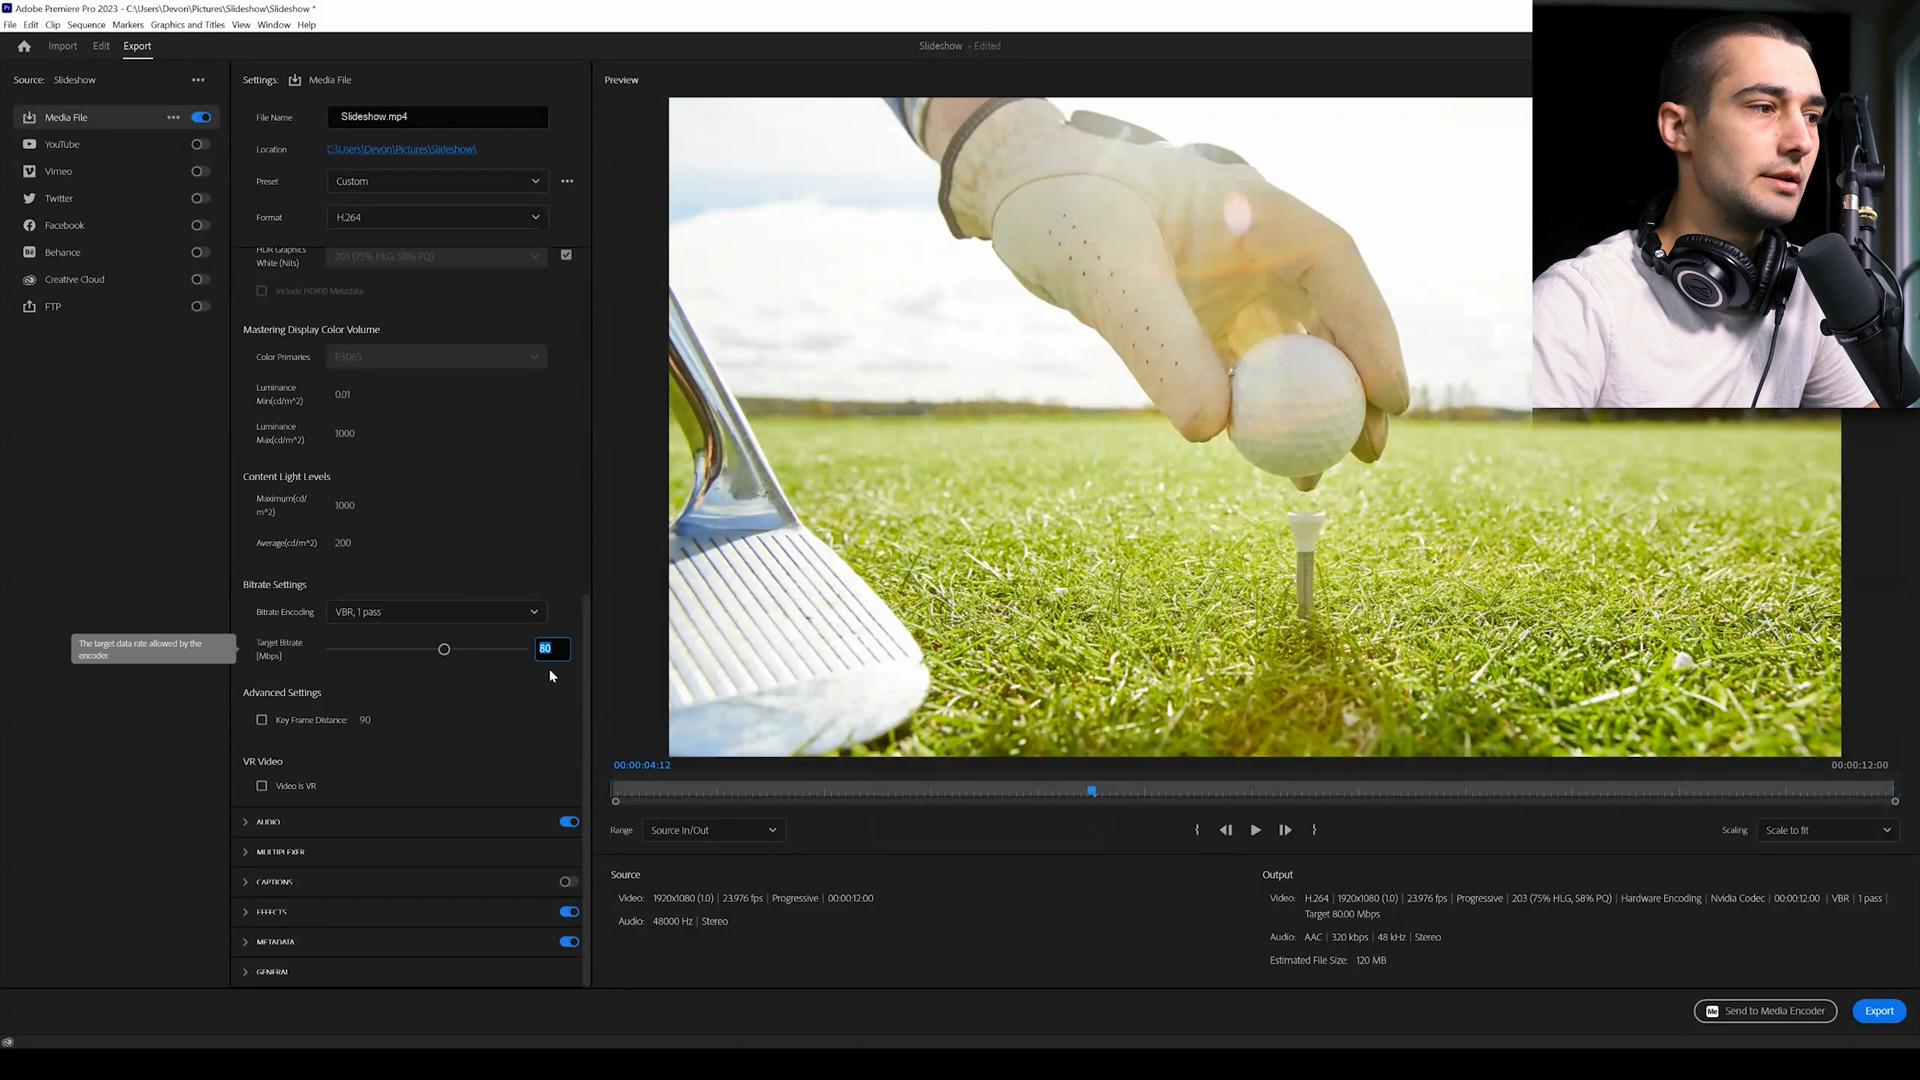 Adobe Premiere Pro 2023 - C:\Users\Devon\Pictures\Slideshow\Slideshow *
File Edit Clip Sequence Markers Graphics and Titles View Window Help
Import Edit Export
Slideshow - Edited
Source: Slideshow
Media File
YouTube
Vimeo
Twitter
Facebook
Behance
Creative Cloud
FTP
Settings: Media File
File Name Slideshow.mp4
Location C:\Users\Devon\Pictures\Slideshow\
Preset Custom
Format H.264
HDR Graphics
White (Nits) 203 (75% HLG, 58% PQ)
Include HDR10 Metadata
Mastering Display Color Volume
Color Primaries P3D65
Luminance
Min(cd/m^2) 0.01
Luminance
Max(cd/m^2) 1000
Content Light Levels
Maximum(cd/
m^2) 1000
Average(cd/m^2) 200
Bitrate Settings
Bitrate Encoding VBR, 1 pass
The target data rate allowed by the
encoder.
Target Bitrate
[Mbps] 80
Advanced Settings
Key Frame Distance: 90
VR Video
Video Is VR
AUDIO
MULTIPLEXER
CAPTIONS
EFFECTS
METADATA
GENERAL
Preview
00:00:04:12 00:00:12:00
Range Source In/Out
Scaling Scale to fit
Source
Video: 1920x1080 (1.0) | 23.976 fps | Progressive | 00:00:12:00
Audio: 48000 Hz | Stereo
Output
Video: H.264 | 1920x1080 (1.0) | 23.976 fps | Progressive | 203 (75% HLG, 58% PQ) | Hardware Encoding | Nvidia Codec | 00:00:12:00 | VBR | 1 pass |
Target 80.00 Mbps
Audio: AAC | 320 kbps | 48 kHz | Stereo
Estimated File Size: 120 MB
Me Send to Media Encoder
Export